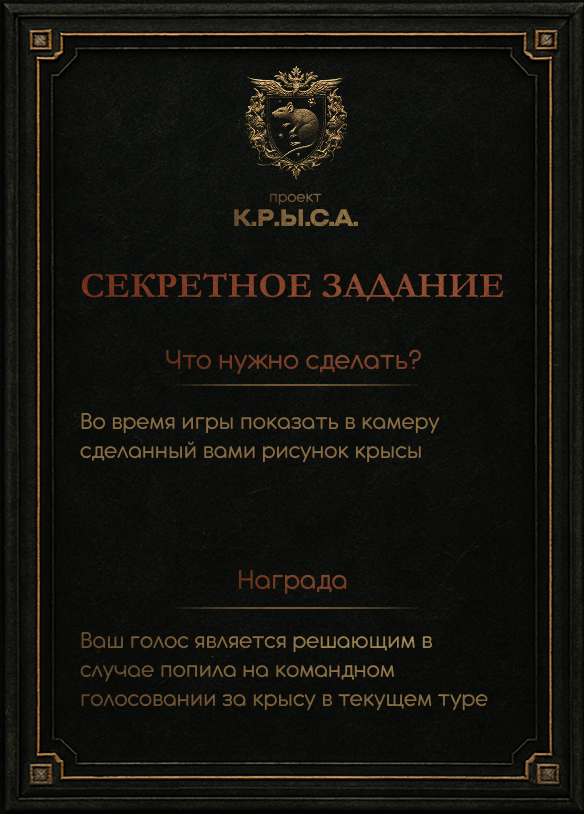 проект
К.Р.Ы.С.А.
СЕКРЕТНОЕ ЗАДАНИЕ
Что нужно сделать?
Во время игры показать в камеру
сделанный вами рисунок крысы
Награда
Ваш голос является решающим в
случае попила на командном
голосовании за крысу в текущем туре